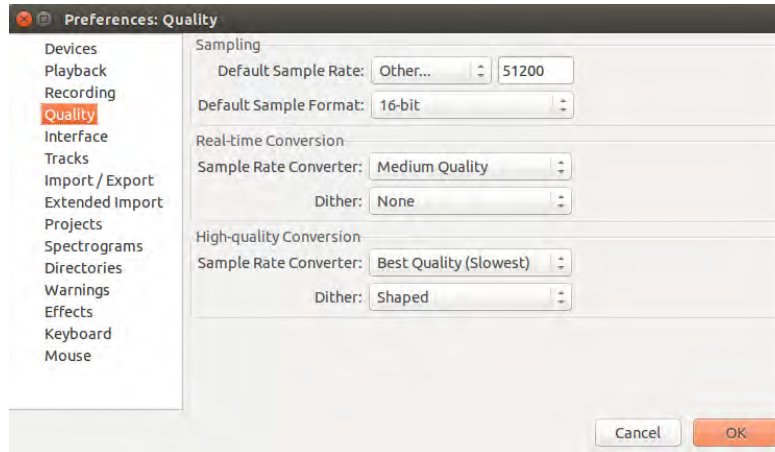 Preferences: Quality
Devices
Playback
Recording
Quality
Interface
Tracks
Import / Export
Extended Import
Projects
Spectrograms
Directories
Warnings
Effects
Keyboard
Mouse
Sampling
Default Sample Rate: Other... 51200
Default Sample Format: 16-bit
Real-time Conversion
Sample Rate Converter: Medium Quality
Dither: None
High-quality Conversion
Sample Rate Converter: Best Quality (Slowest)
Dither: Shaped
Cancel OK